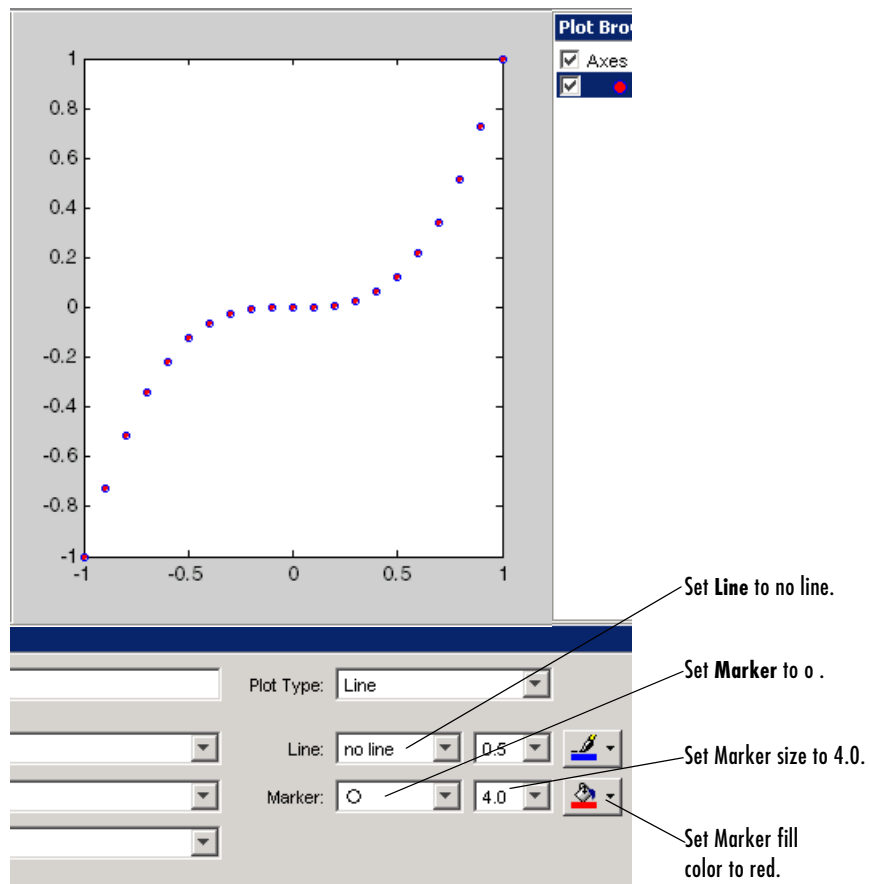 Plot Bro
Axes
1
0.8
0.6
0.4
0.2
0
-0.2
-0.4
-0.6
-0.8
-1
-1 -0.5 0 0.5 1
Set Line to no line.
Set Marker to o .
Plot Type: Line
Line: no line 0.5
Set Marker size to 4.0.
Marker: O 4.0
Set Marker fill
color to red.